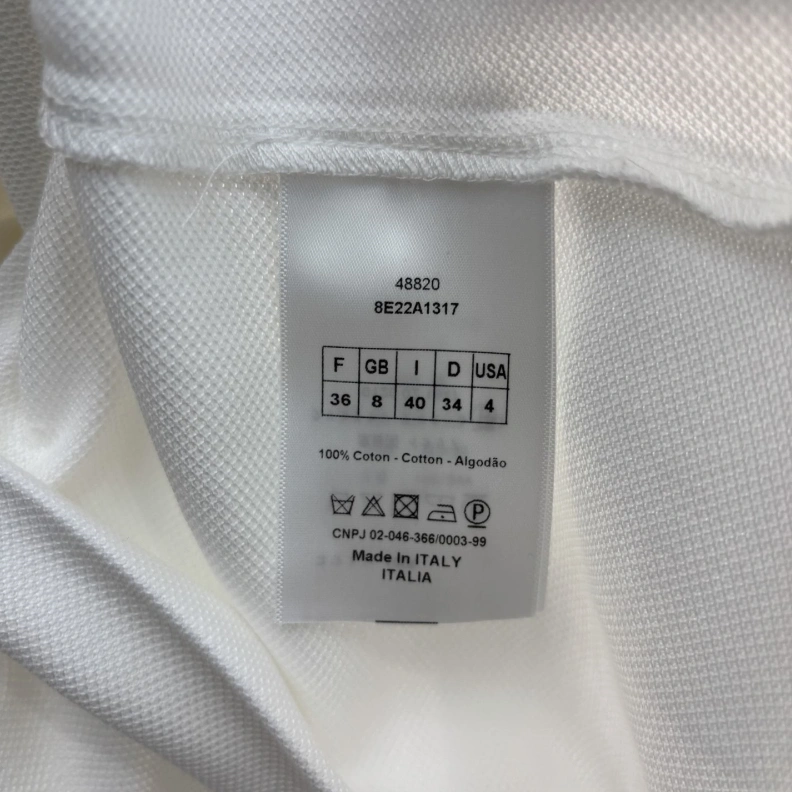 48820
8E22A1317
F GB I D USA
36 8 40 34 4
100% Coton - Cotton - Algodão
P
CNPJ 02-046-366/0003-99
Made In ITALY
ITALIA